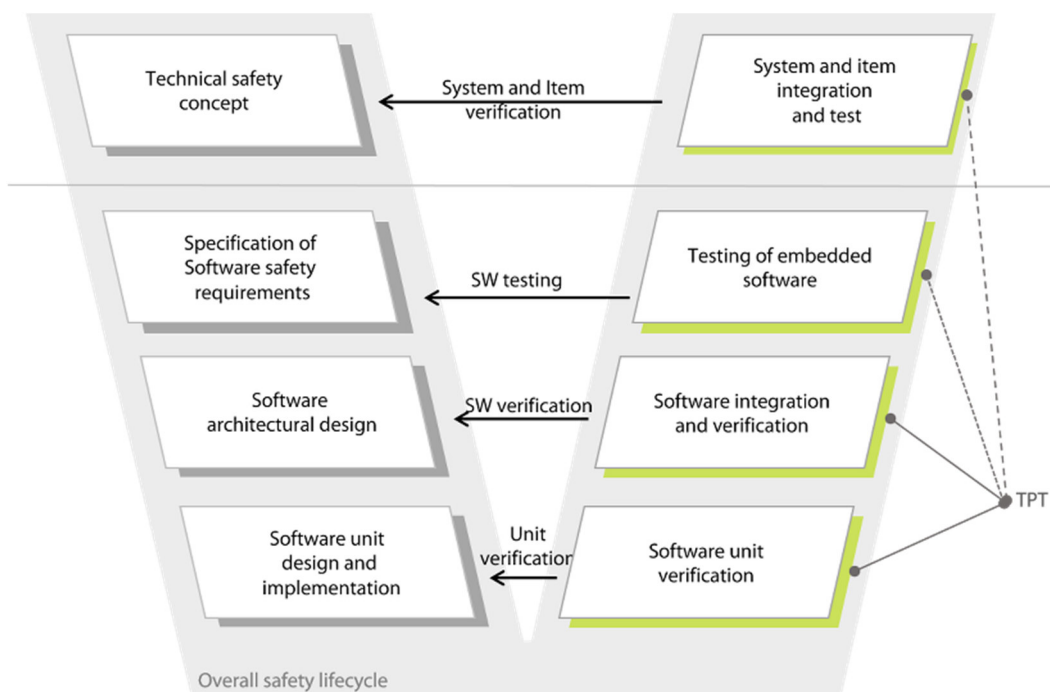 Technical safety
concept
System and Item
verification
System and item
integration
and test
Specification of
Software safety
requirements
SW testing
Testing of embedded
software
Software
architectural design
SW verification
Software integration
and verification
Software unit
design and
implementation
Unit
verification
Software unit
verification
TPT
Overall safety lifecycle